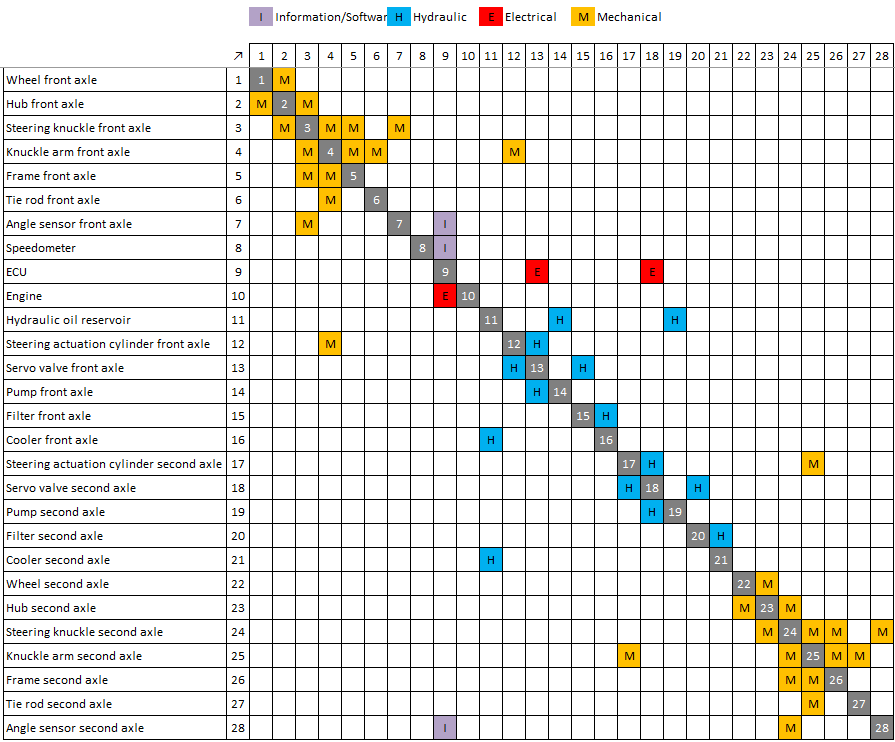 I Information/Softwar H Hydraulic E Electrical M Mechanical
↗ 1 2 3 4 5 6 7 8 9 10 11 12 13 14 15 16 17 18 19 20 21 22 23 24 25 26 27 28
Wheel front axle 1 1 M
Hub front axle 2 M 2 M
Steering knuckle front axle 3 M 3 M M M
Knuckle arm front axle 4 M 4 M M M
Frame front axle 5 M M 5
Tie rod front axle 6 M 6
Angle sensor front axle 7 M 7 I
Speedometer 8 8 I
ECU 9 9 E E
Engine 10 E 10
Hydraulic oil reservoir 11 11 H H
Steering actuation cylinder front axle 12 M 12 H
Servo valve front axle 13 H 13 H
Pump front axle 14 H 14
Filter front axle 15 15 H
Cooler front axle 16 H 16
Steering actuation cylinder second axle 17 17 H M
Servo valve second axle 18 H 18 H
Pump second axle 19 H 19
Filter second axle 20 20 H
Cooler second axle 21 H 21
Wheel second axle 22 22 M
Hub second axle 23 M 23 M
Steering knuckle second axle 24 M 24 M M M
Knuckle arm second axle 25 M M 25 M M
Frame second axle 26 M M 26
Tie rod second axle 27 M 27
Angle sensor second axle 28 I M 28